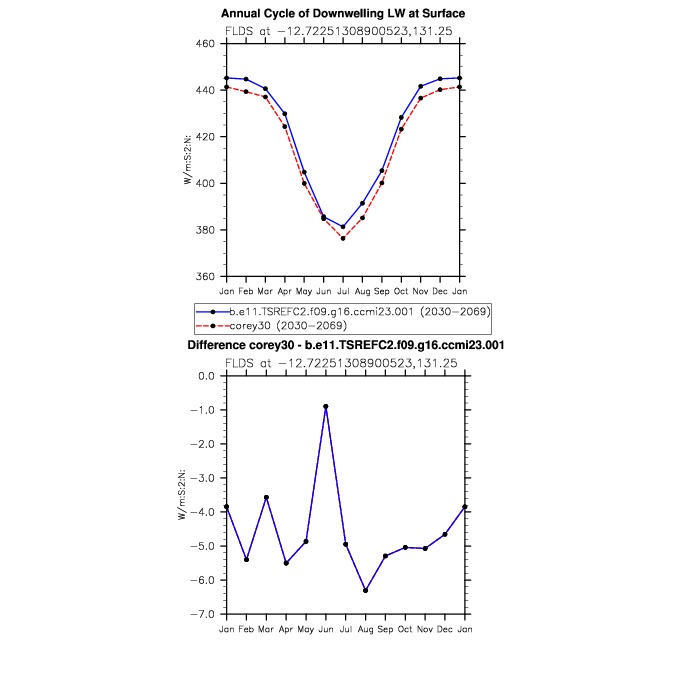 Annual Cycle of Downwelling LW at Surface
FLDS at −12.72251308900523,131.25
460
440
420
400
380
360
W/m:S:2:N:
Jan Feb Mar Apr May Jun Jul Aug Sep Oct Nov Dec Jan
b.e11.TSREFC2.f09.g16.ccmi23.001 (2030−2069)
corey30 (2030−2069)
Difference corey30 - b.e11.TSREFC2.f09.g16.ccmi23.001
FLDS at −12.72251308900523,131.25
0.0
−1.0
−2.0
−3.0
−4.0
−5.0
−6.0
−7.0
W/m:S:2:N:
Jan Feb Mar Apr May Jun Jul Aug Sep Oct Nov Dec Jan